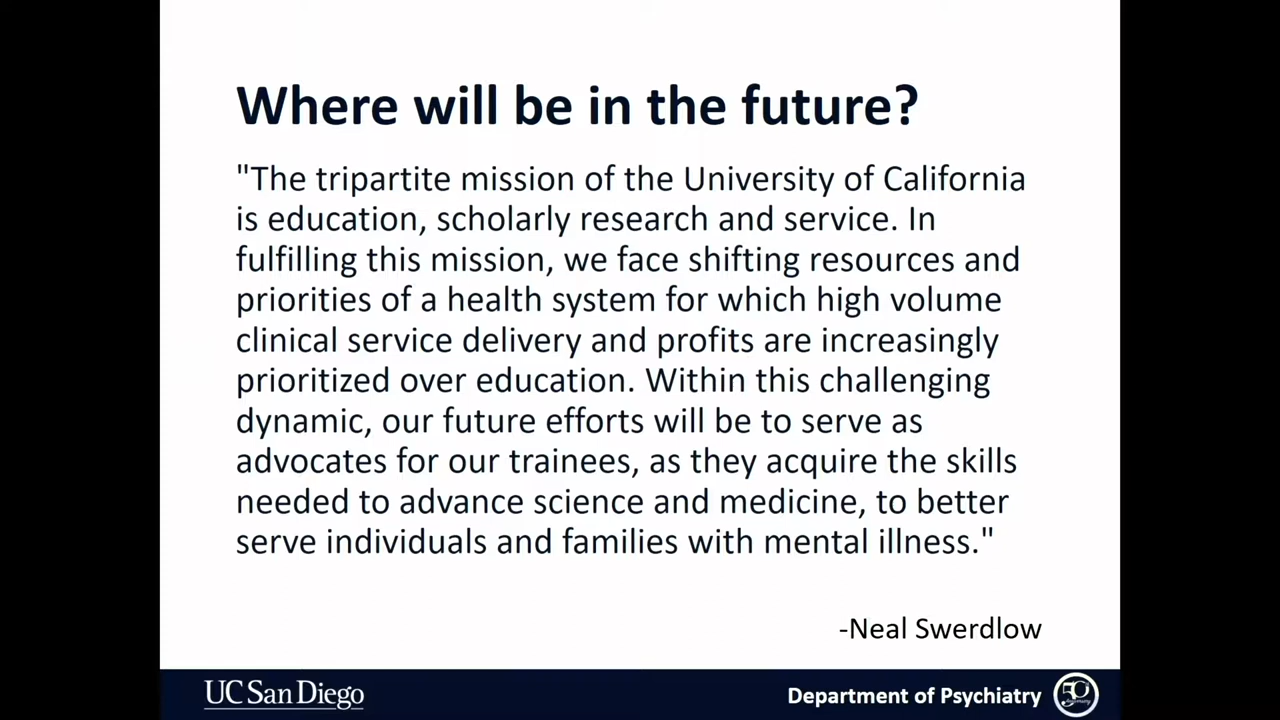 Where will be in the future?
"The tripartite mission of the University of California
is education, scholarly research and service. In
fulfilling this mission, we face shifting resources and
priorities of a health system for which high volume
clinical service delivery and profits are increasingly
prioritized over education. Within this challenging
dynamic, our future efforts will be to serve as
advocates for our trainees, as they acquire the skills
needed to advance science and medicine, to better
serve individuals and families with mental illness."
-Neal Swerdlow
UC San Diego
Department of Psychiatry
50